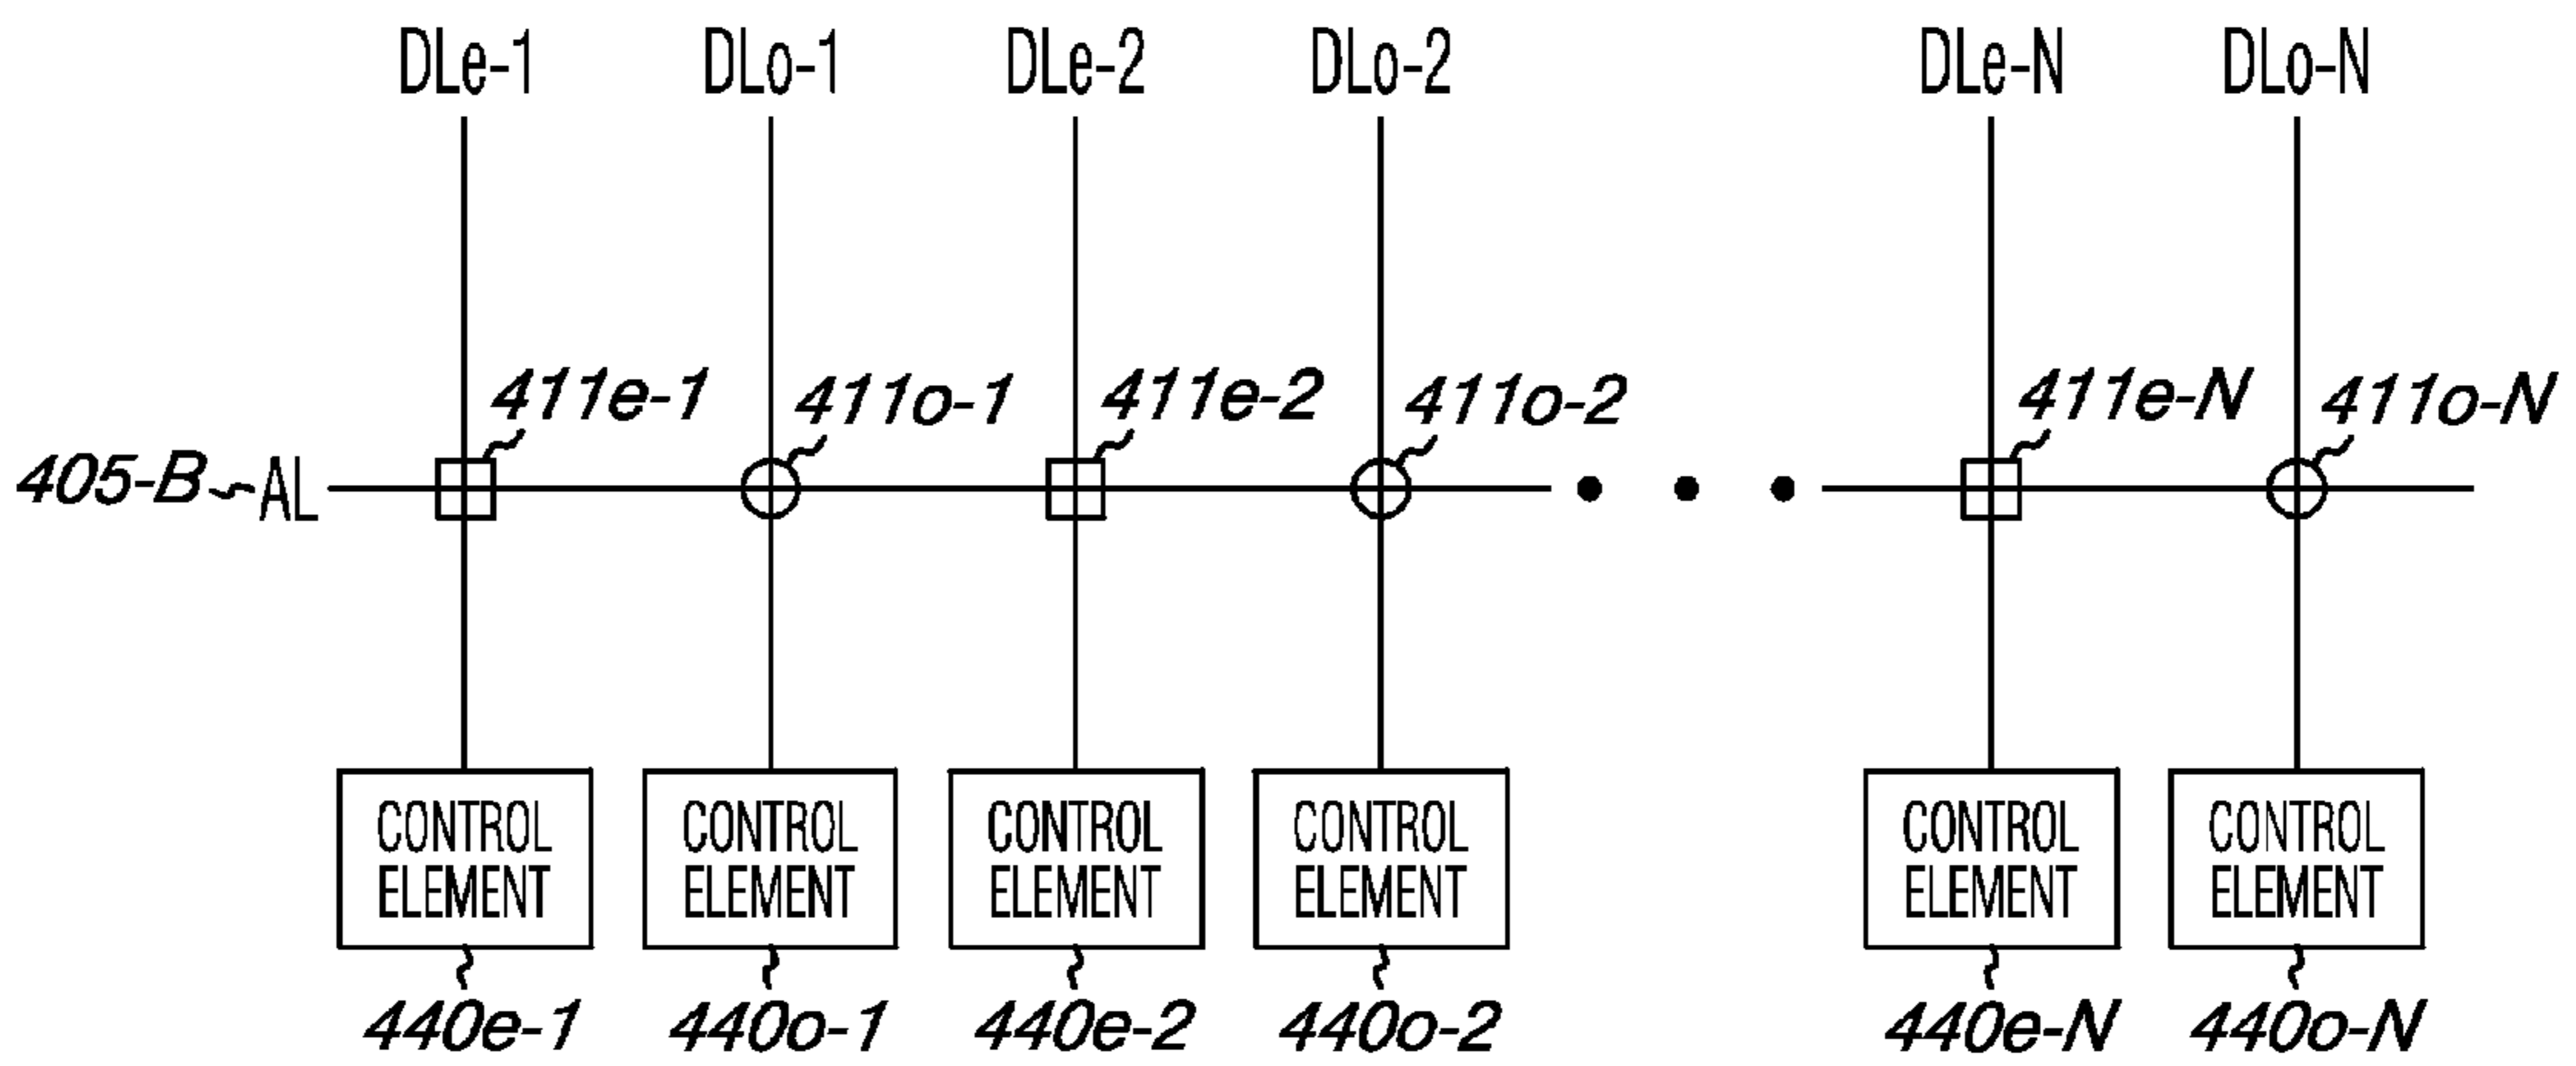 DLe-1 DLo-1 DLe-2 DLo-2 DLe-N DLo-N
411e-1 411o-1 411e-2 411o-2 411e-N 411o-N
405-B AL
CONTROL ELEMENT
CONTROL ELEMENT
CONTROL ELEMENT
CONTROL ELEMENT
CONTROL ELEMENT
CONTROL ELEMENT
440e-1 440o-1 440e-2 440o-2 440e-N 440o-N